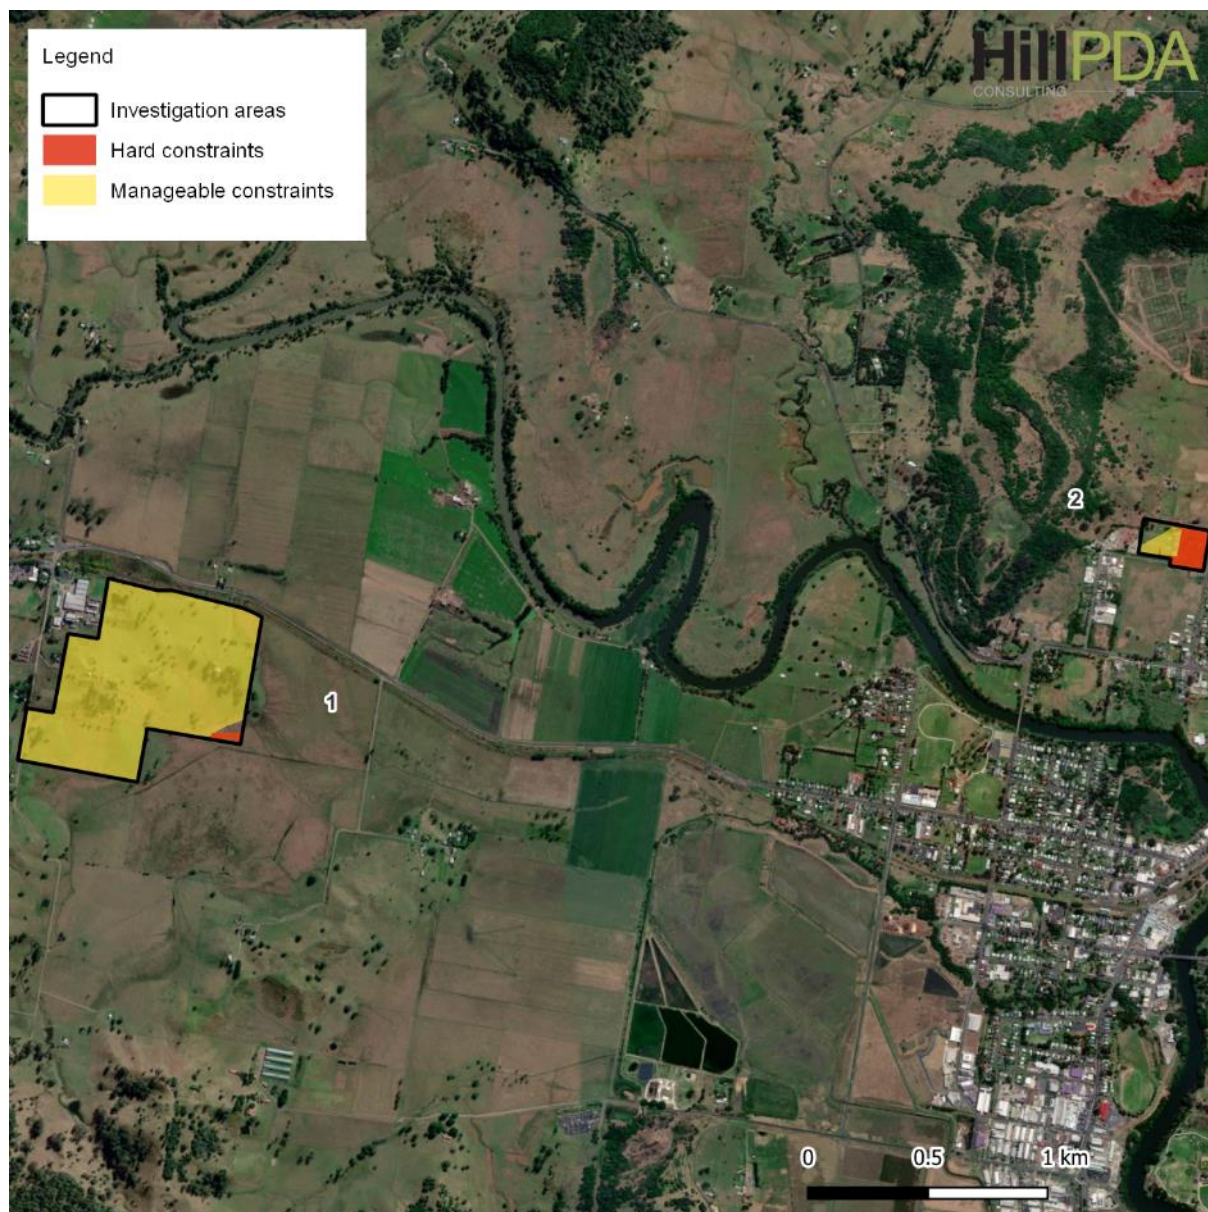 Legend
Investigation areas
Hard constraints
Manageable constraints
HillPDA
CONSULTING
2
1
0 0.5 1 km